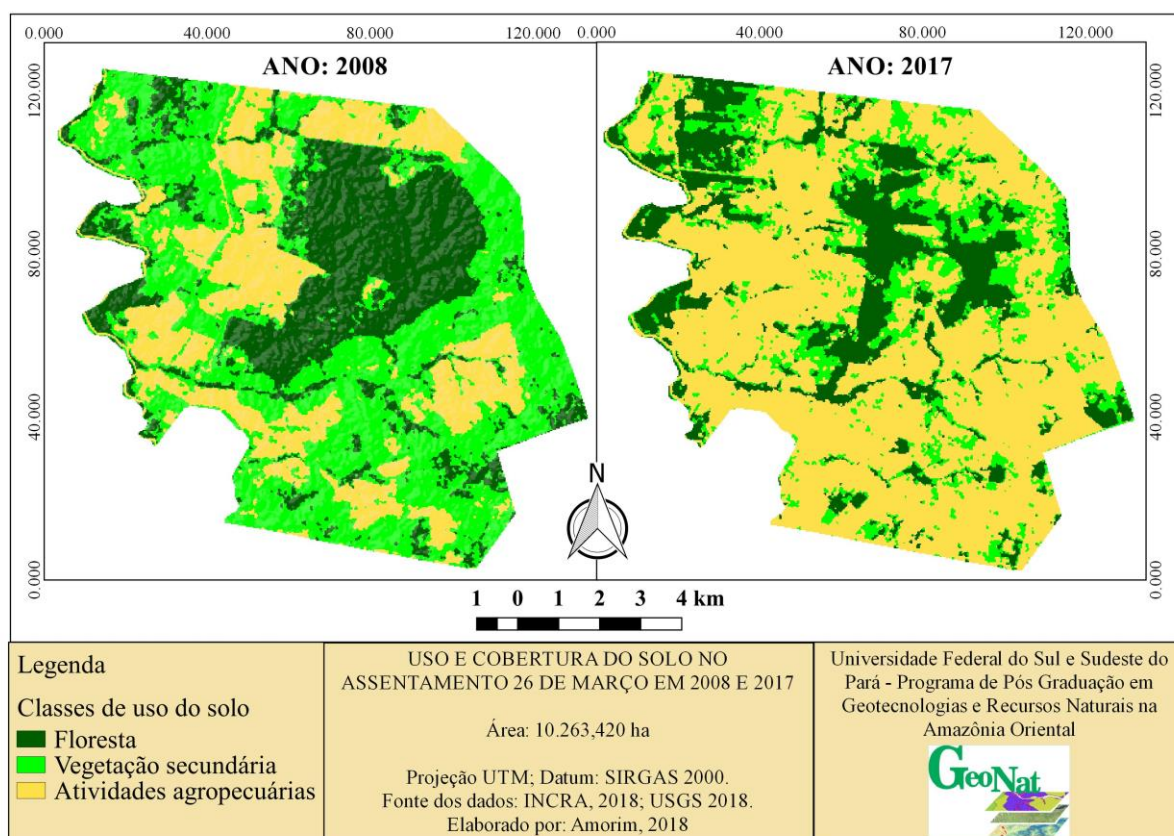 0.000 40.000 80.000 120.000 0.000 40.000 80.000 120.000
ANO: 2008
ANO: 2017
120.000
80.000
40.000
0.000
120.000
80.000
40.000
0.000
N
1 0 1 2 3 4 km
Legenda
Classes de uso do solo
Floresta
Vegetação secundária
Atividades agropecuárias
USO E COBERTURA DO SOLO NO
ASSENTAMENTO 26 DE MARÇO EM 2008 E 2017
Área: 10.263,420 ha
Projeção UTM; Datum: SIRGAS 2000.
Fonte dos dados: INCRA, 2018; USGS 2018.
Elaborado por: Amorim, 2018
Universidade Federal do Sul e Sudeste do
Pará - Programa de Pós Graduação em
Geotecnologias e Recursos Naturais na
Amazônia Oriental
GeoNat